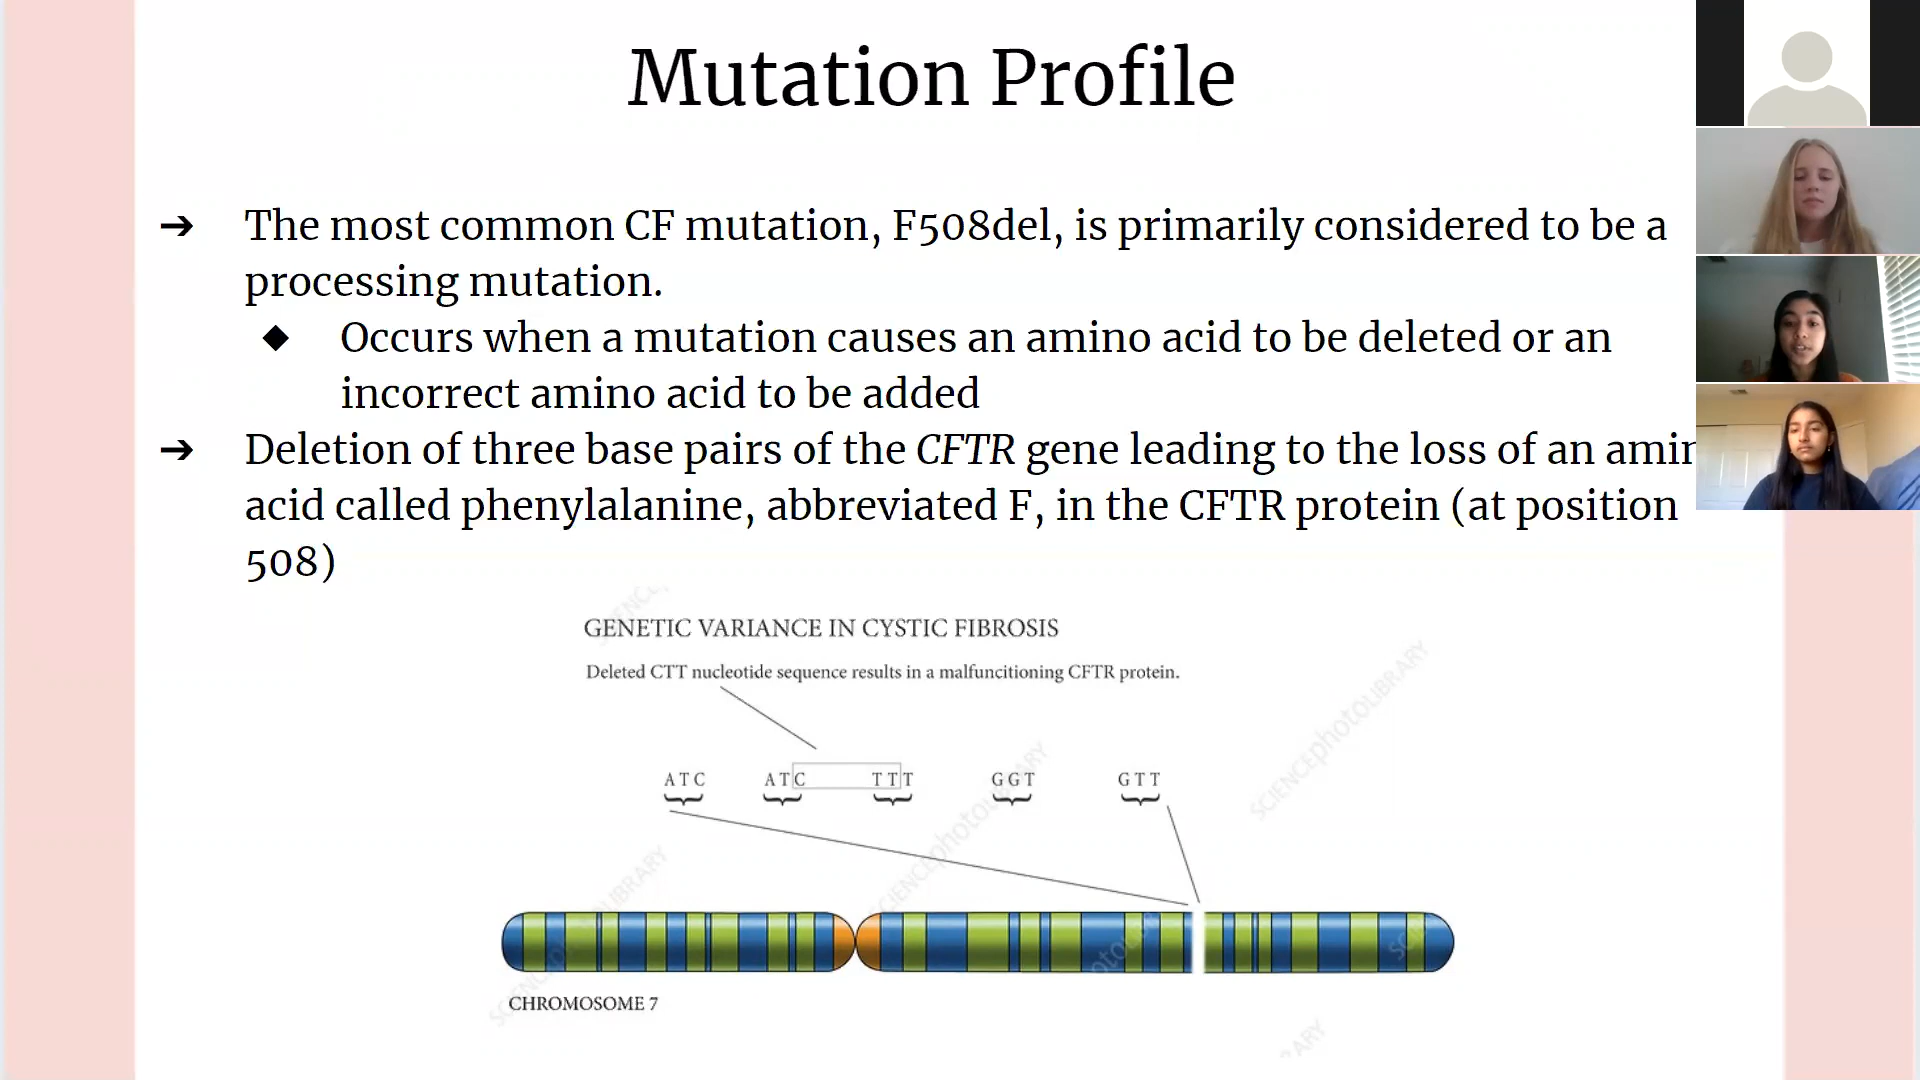 Mutation Profile
➔ The most common CF mutation, F508del, is primarily considered to be a
processing mutation.
◆ Occurs when a mutation causes an amino acid to be deleted or an
incorrect amino acid to be added
➔ Deletion of three base pairs of the CFTR gene leading to the loss of an amin
acid called phenylalanine, abbreviated F, in the CFTR protein (at position
508)
GENETIC VARIANCE IN CYSTIC FIBROSIS
Deleted CTT nucleotide sequence results in a malfuncitioning CFTR protein.
ATC ATC TTT GGT GTT
CHROMOSOME 7
SCIENCEphotoLIBRARY
SCIENCEphotoLIBRARY